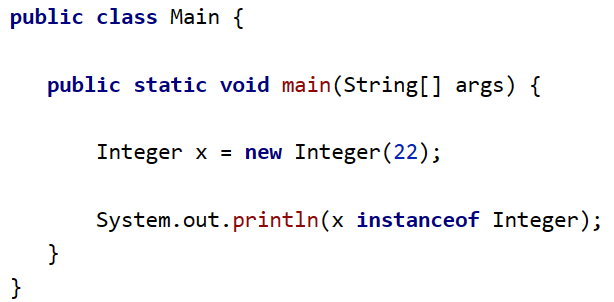 public class Main {
public static void main(String[] args) {
Integer x = new Integer(22);
System.out.println(x instanceof Integer);
}
}